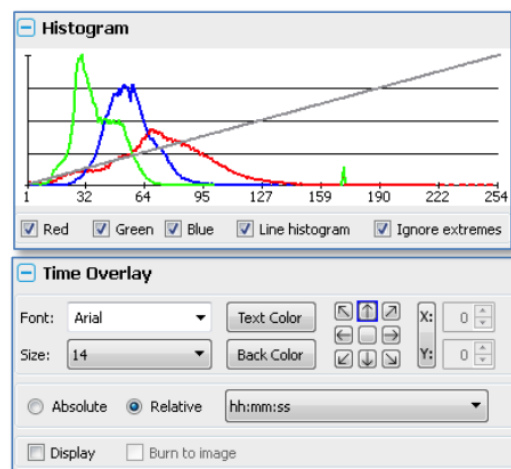 Histogram
1 32 64 95 127 159 190 222 254
Red Green Blue Line histogram Ignore extremes
Time Overlay
Font: Arial Text Color X: 0
Size: 14 Back Color Y: 0
Absolute Relative hh:mm:ss
Display Burn to image